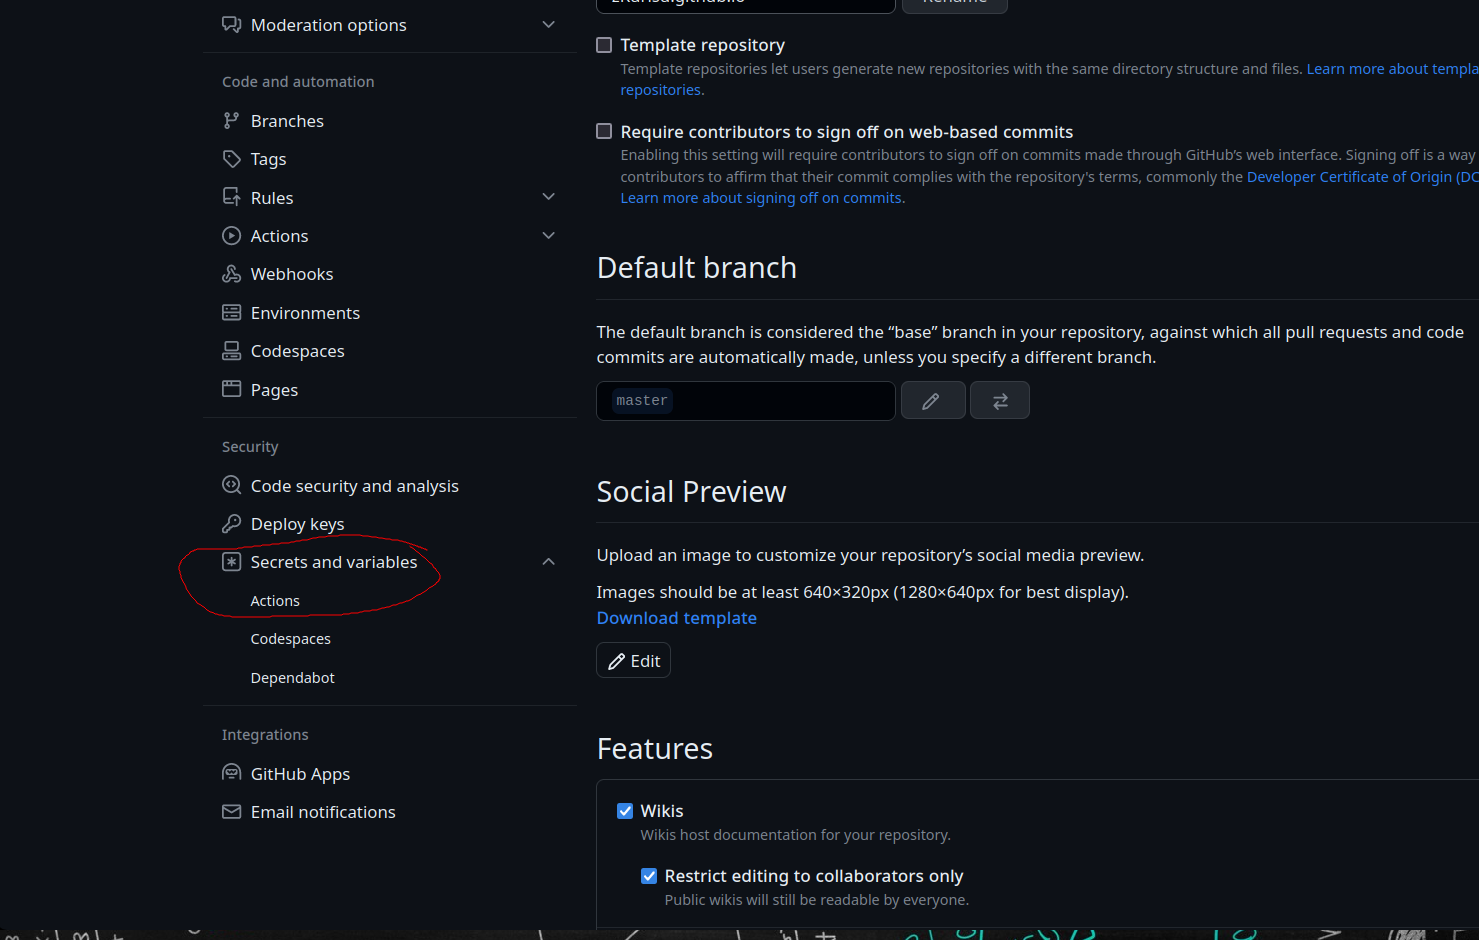 Moderation options
Code and automation
Branches
Tags
Rules
Actions
Webhooks
Environments
Codespaces
Pages
Security
Code security and analysis
Deploy keys
Secrets and variables
Actions
Codespaces
Dependabot
Integrations
GitHub Apps
Email notifications
Template repository
Template repositories let users generate new repositories with the same directory structure and files. Learn more about templa
repositories.
Require contributors to sign off on web-based commits
Enabling this setting will require contributors to sign off on commits made through GitHub’s web interface. Signing off is a way
contributors to affirm that their commit complies with the repository's terms, commonly the Developer Certificate of Origin (DC
Learn more about signing off on commits.
Default branch
The default branch is considered the “base” branch in your repository, against which all pull requests and code
commits are automatically made, unless you specify a different branch.
master
Social Preview
Upload an image to customize your repository’s social media preview.
Images should be at least 640×320px (1280×640px for best display).
Download template
Edit
Features
Wikis
Wikis host documentation for your repository.
Restrict editing to collaborators only
Public wikis will still be readable by everyone.